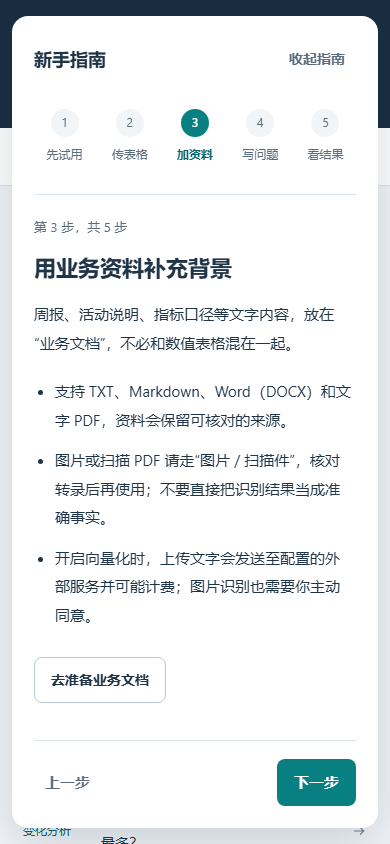 新手指南
收起指南
1
2
3
4
5
先试用
传表格
加资料
写问题
看结果
第 3 步，共 5 步
用业务资料补充背景
周报、活动说明、指标口径等文字内容，放在
“业务文档”，不必和数值表格混在一起。
支持 TXT、Markdown、Word（DOCX）和文
字 PDF，资料会保留可核对的来源。
图片或扫描 PDF 请走“图片 / 扫描件”，核对
转录后再使用；不要直接把识别结果当成准
确事实。
开启向量化时，上传文字会发送至配置的外
部服务并可能计费；图片识别也需要你主动
同意。
去准备业务文档
上一步
下一步
变化分析
最多?